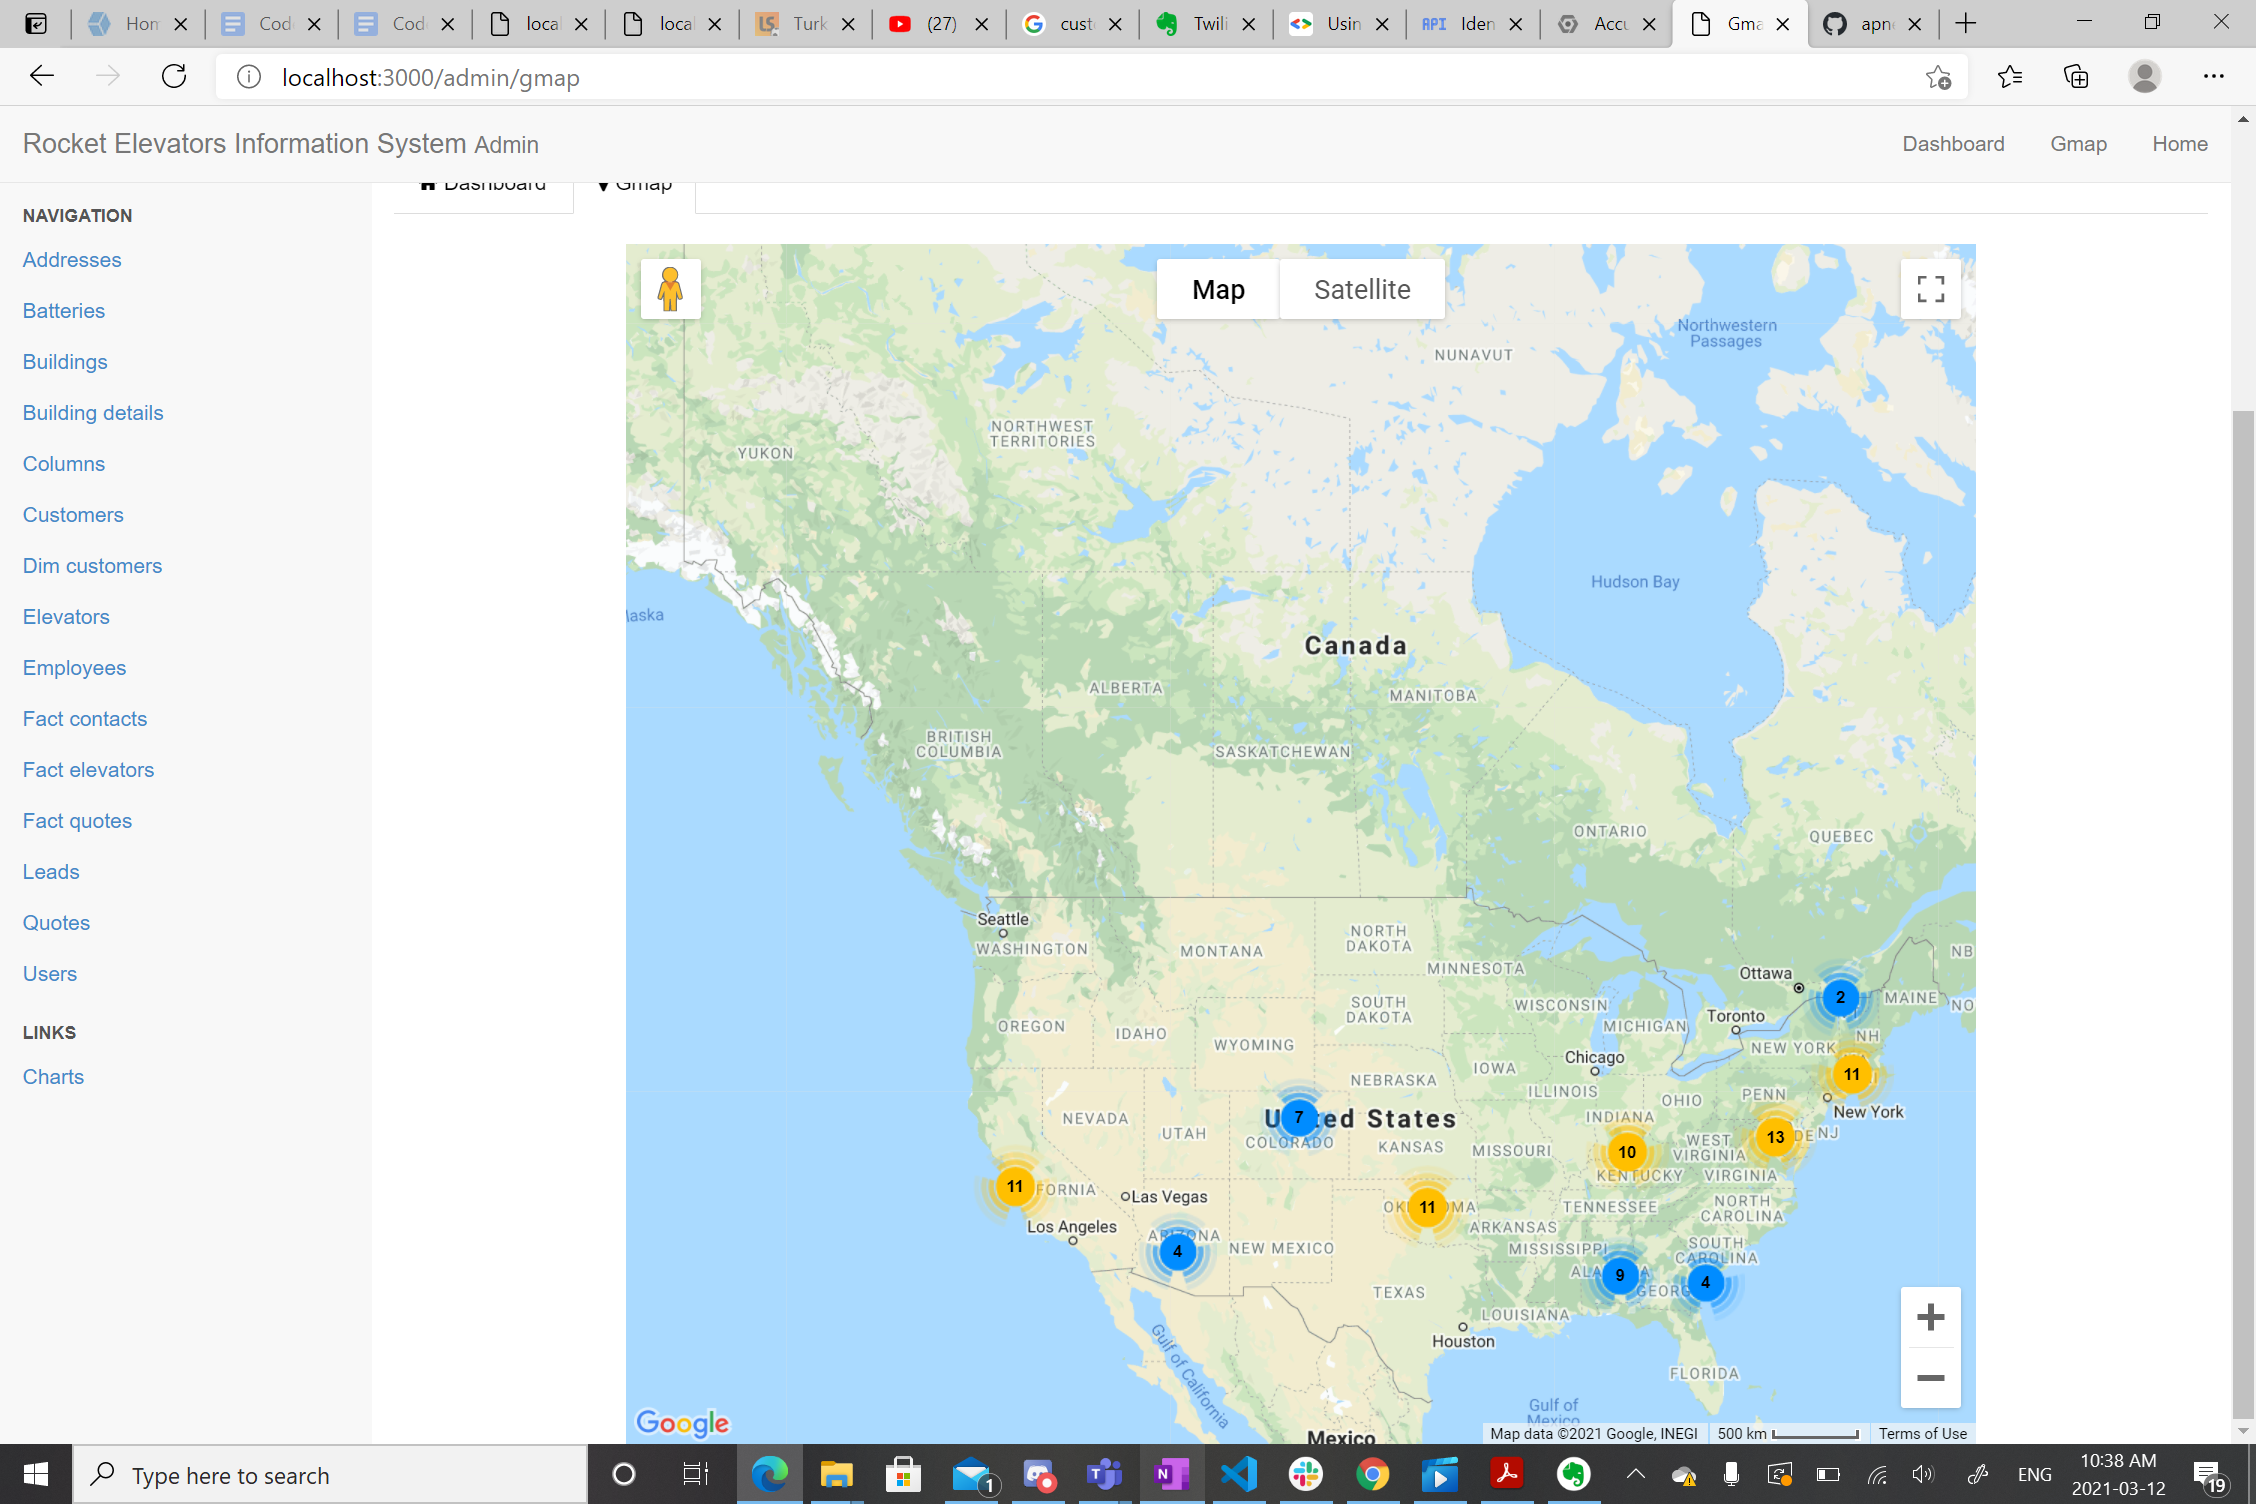 Hom
Cod
Cod
local
local
Turk
(27)
cust
Twili
Usin
API Iden
Accu
Gma
apn
localhost:3000/admin/gmap
Rocket Elevators Information System Admin
Dashboard
Gmap
Home
Dashboard
Gmap
NAVIGATION
Addresses
Batteries
Buildings
Building details
Columns
Customers
Dim customers
Elevators
Employees
Fact contacts
Fact elevators
Fact quotes
Leads
Quotes
Users
LINKS
Charts
Map
Satellite
Northwestern
Passages
NUNAVUT
NORTHWEST
TERRITORIES
YUKON
Hudson Bay
laska
Canada
ALBERTA
MANITOBA
BRITISH
COLUMBIA
SASKATCHEWAN
ONTARIO
QUEBEC
Seattle
WASHINGTON
MONTANA
NORTH
DAKOTA
MINNESOTA
NB
Ottawa
2
MAINE
NO
SOUTH
DAKOTA
WISCONSIN
MICHIGAN
Toronto
OREGON
IDAHO
WYOMING
NH
NEW YORK
Chicago
IOWA
11
NEBRASKA
ILLINOIS
OHIO
PENN
New York
NEVADA
UTAH
U
7
ed States
INDIANA
COLORADO
KANSAS
MISSOURI
10
WEST
VIRGINIA
13
DE
NJ
KENTUCKY
VIRGINIA
11
FORNIA
Las Vegas
OK
11
MA
TENNESSEE
NORTH
CAROLINA
Los Angeles
ARKANSAS
ARIZONA
4
NEW MEXICO
MISSISSIPPI
SOUTH
CAROLINA
ALA
9
A
GEORG
4
TEXAS
LOUISIANA
Houston
Gulf of California
FLORIDA
Gulf of
Mexico
Mexico
Google
Map data ©2021 Google, INEGI
500 km
Terms of Use
Type here to search
1
ENG
10:38 AM
2021-03-12
19